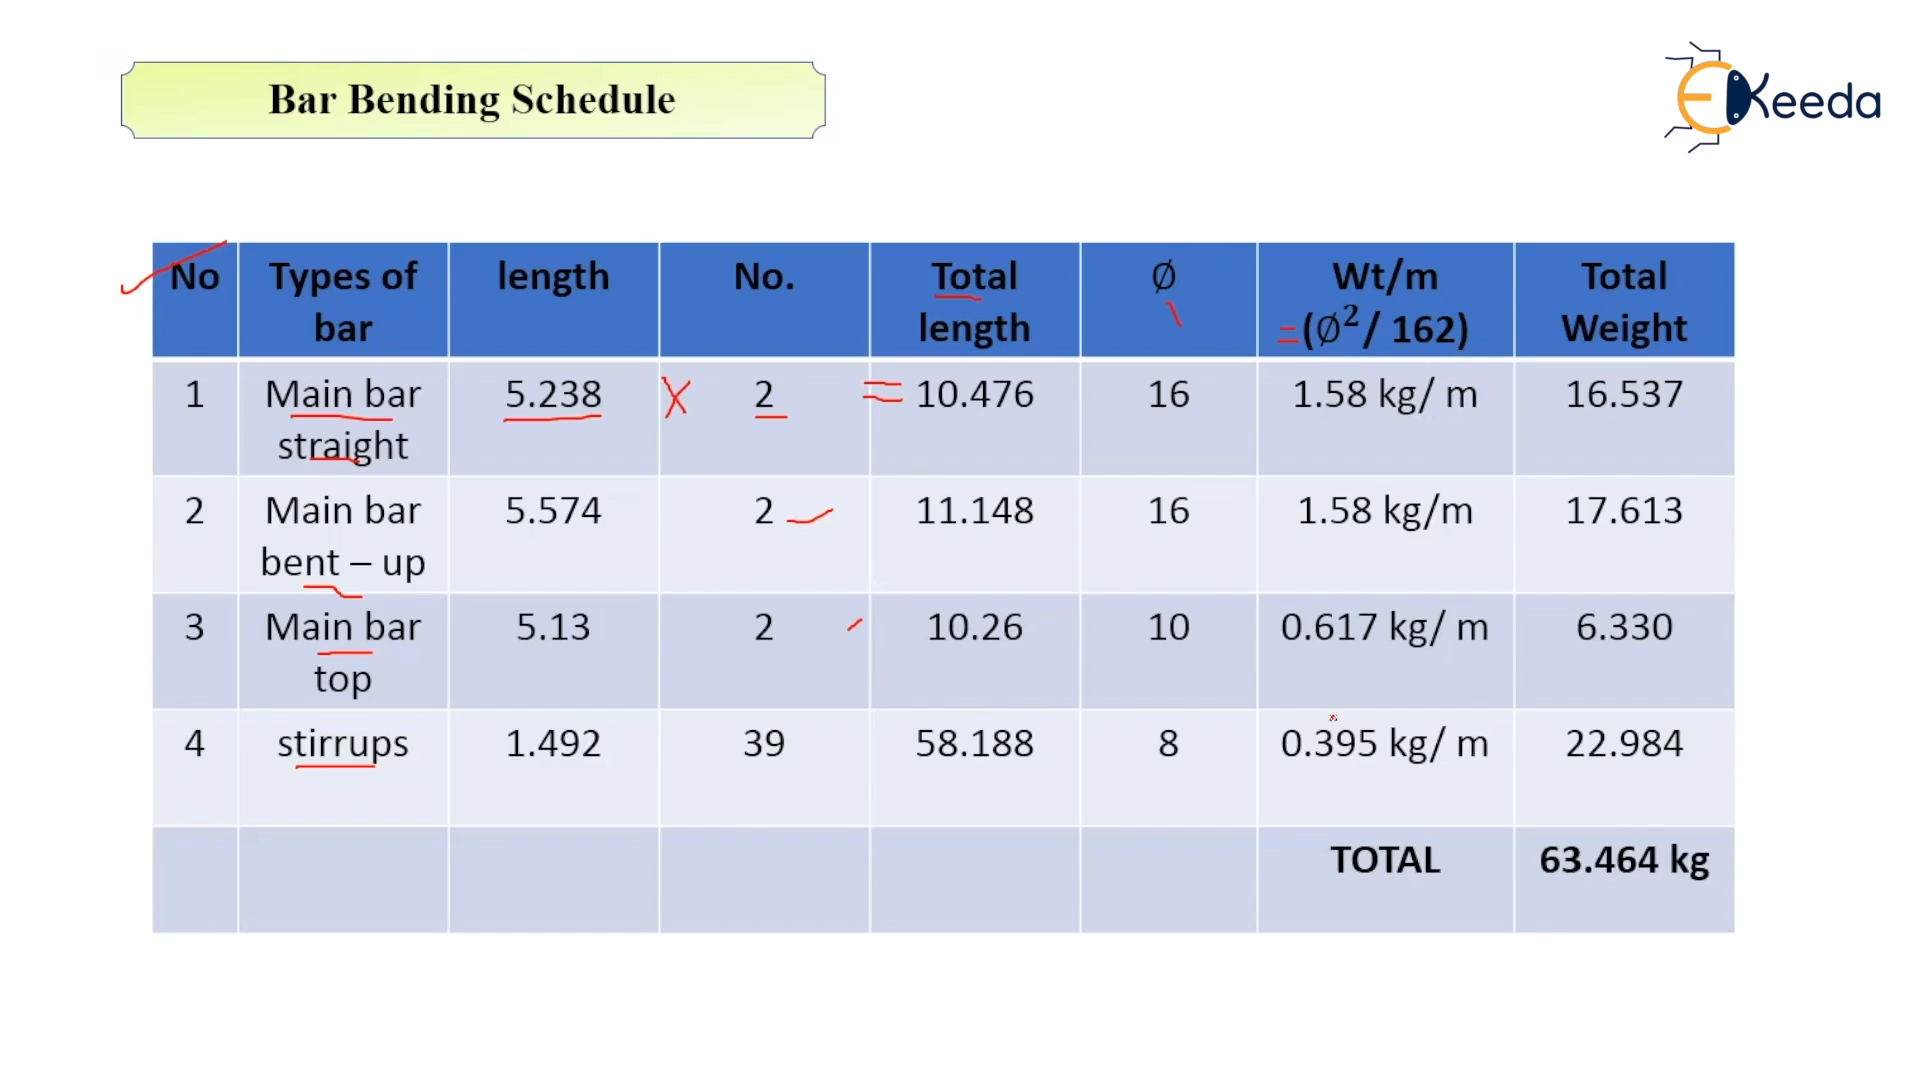 Bar Bending Schedule
EKeeda
No Types of bar length No. Total length Ø Wt/m (Ø²/ 162) Total Weight
1 Main bar straight 5.238 X 2 = 10.476 16 1.58 kg/ m 16.537
2 Main bar bent – up 5.574 2 11.148 16 1.58 kg/m 17.613
3 Main bar top 5.13 2 10.26 10 0.617 kg/ m 6.330
4 stirrups 1.492 39 58.188 8 0.395 kg/ m 22.984
TOTAL 63.464 kg